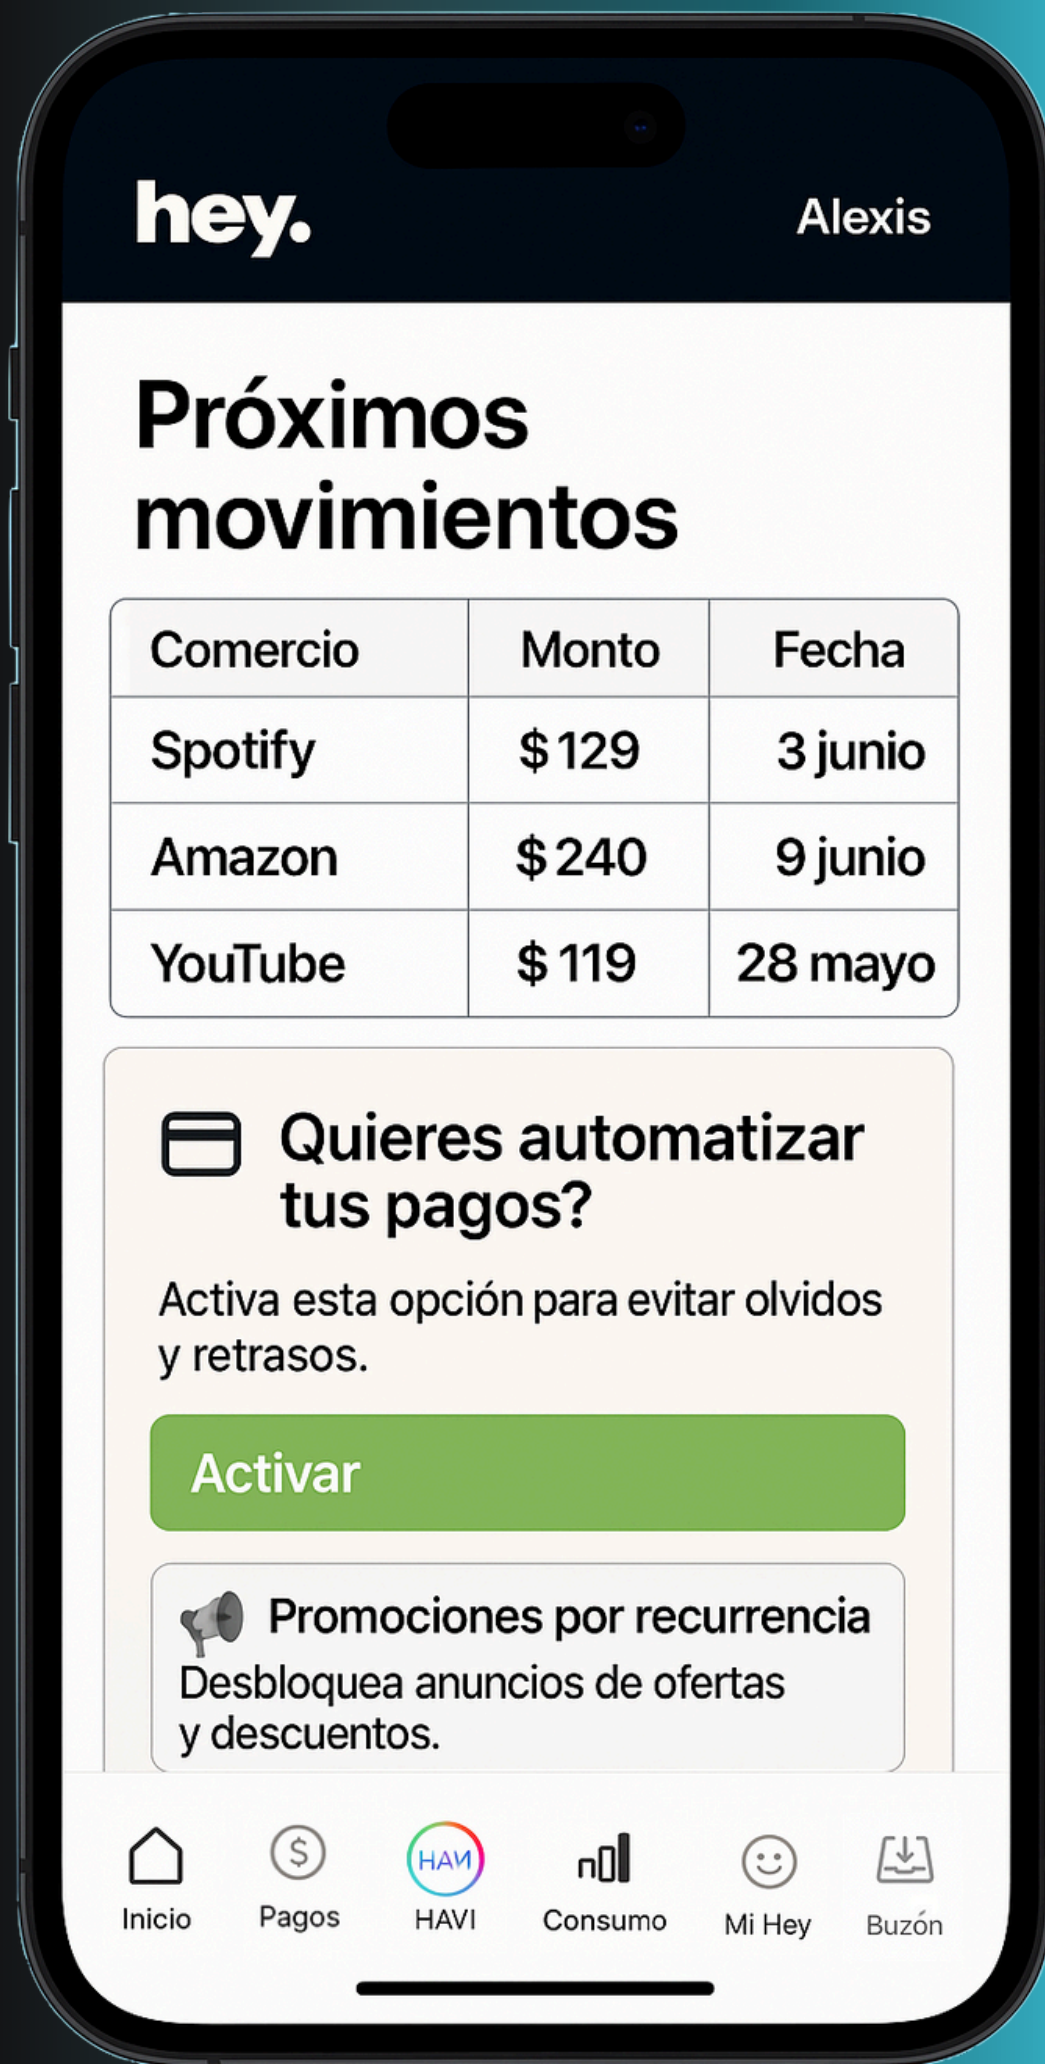 hey.
Alexis
Próximos
movimientos
Comercio Monto Fecha
Spotify $129 3 junio
Amazon $240 9 junio
YouTube $119 28 mayo
Quieres automatizar
tus pagos?
Activa esta opción para evitar olvidos
y retrasos.
Activar
Promociones por recurrencia
Desbloquea anuncios de ofertas
y descuentos.
$
HAVI
Inicio Pagos HAVI Consumo Mi Hey Buzón